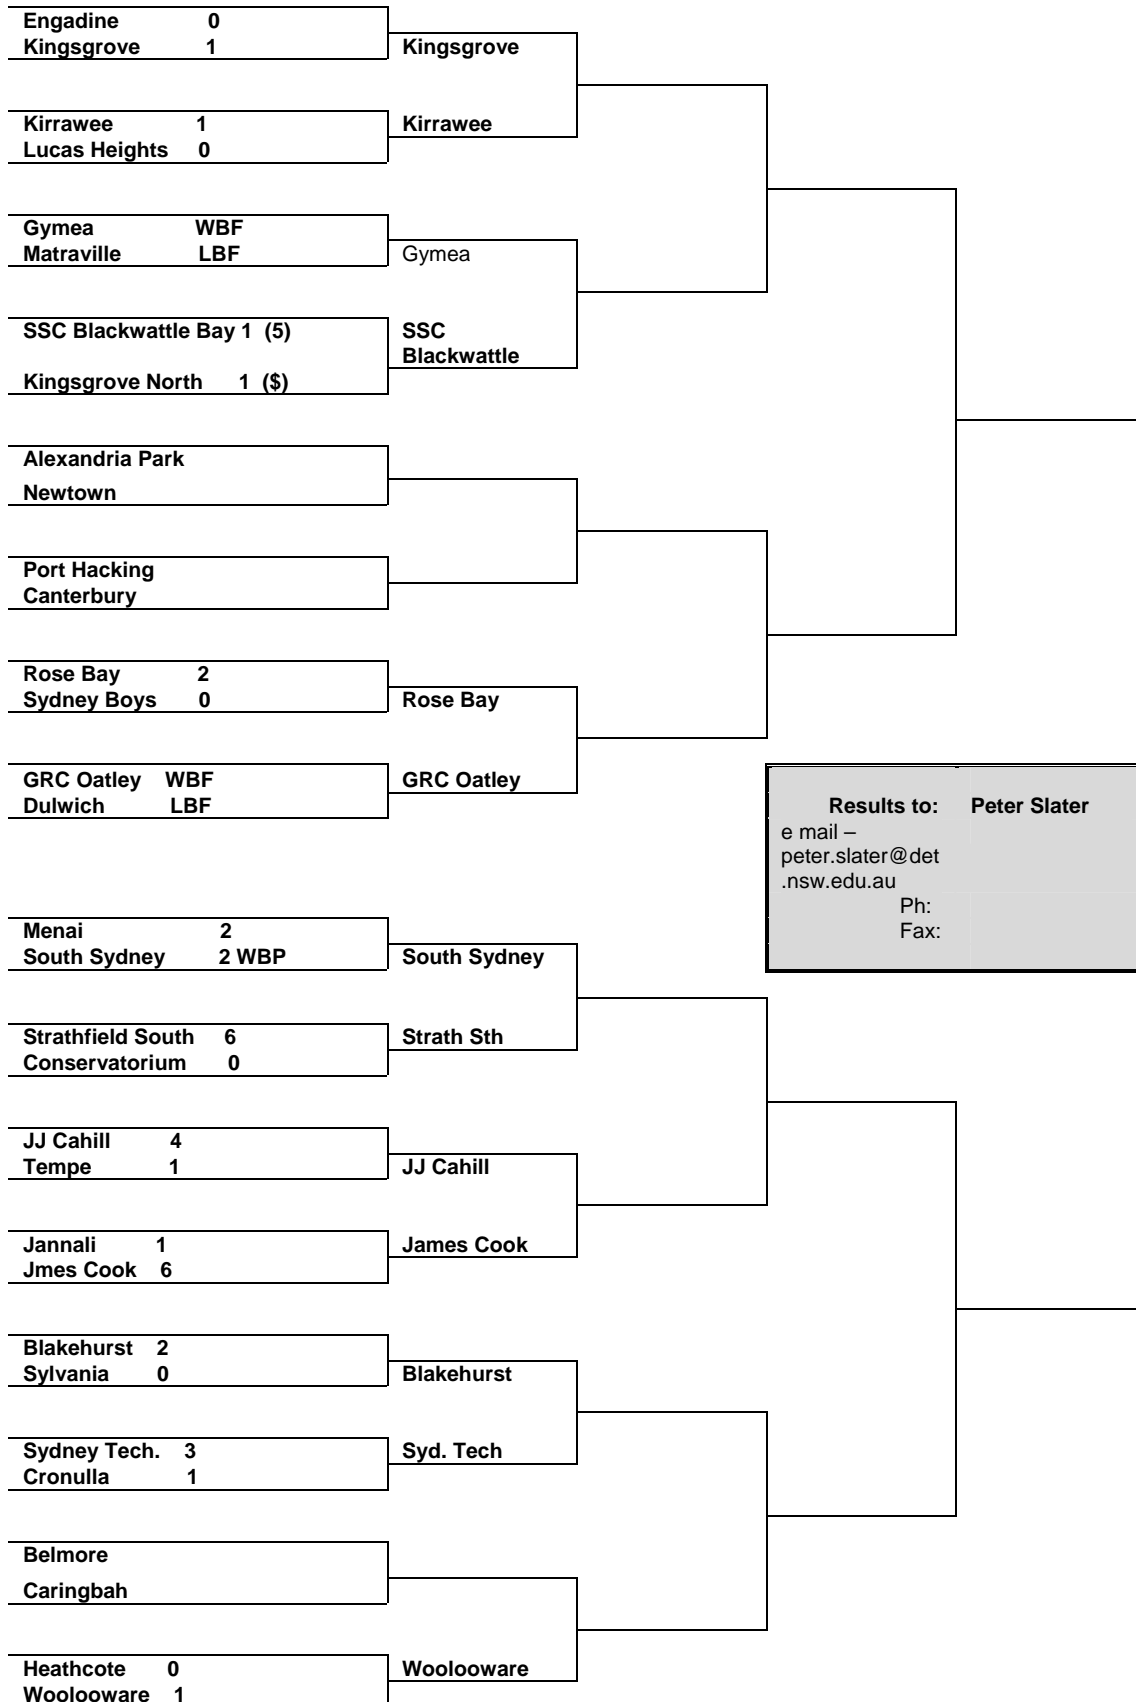 Engadine 0
Kingsgrove 1
Kingsgrove
Kirrawee 1
Lucas Heights 0
Kirrawee
Gymea WBF
Matraville LBF
Gymea
SSC Blackwattle Bay 1 (5)
Kingsgrove North 1 ($)
SSC
Blackwattle
Alexandria Park
Newtown
Port Hacking
Canterbury
Rose Bay 2
Sydney Boys 0
Rose Bay
GRC Oatley WBF
Dulwich LBF
GRC Oatley
Results to: Peter Slater
e mail –
peter.slater@det
.nsw.edu.au
Ph:
Fax:
Menai 2
South Sydney 2 WBP
South Sydney
Strathfield South 6
Conservatorium 0
Strath Sth
JJ Cahill 4
Tempe 1
JJ Cahill
Jannali 1
Jmes Cook 6
James Cook
Blakehurst 2
Sylvania 0
Blakehurst
Sydney Tech. 3
Cronulla 1
Syd. Tech
Belmore
Caringbah
Heathcote 0
Woolooware 1
Woolooware